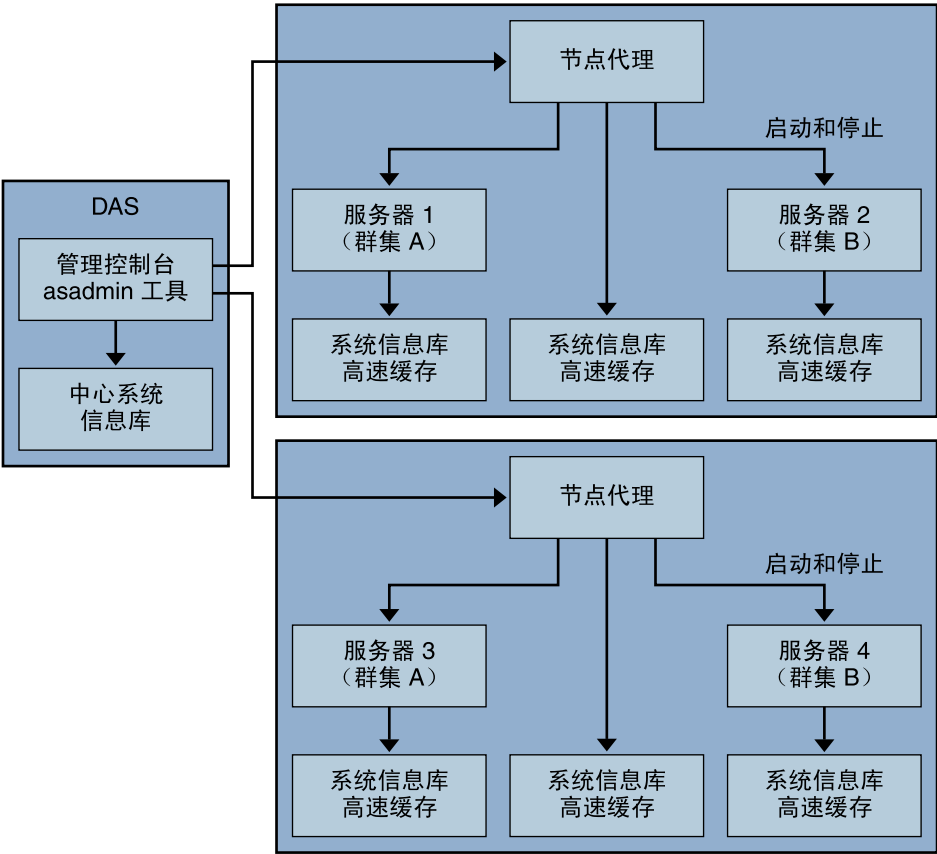 DAS
管理控制台
asadmin 工具
中心系统
信息库
节点代理
启动和停止
服务器 1
（群集 A）
服务器 2
（群集 B）
系统信息库
高速缓存
系统信息库
高速缓存
系统信息库
高速缓存
节点代理
启动和停止
服务器 3
（群集 A）
服务器 4
（群集 B）
系统信息库
高速缓存
系统信息库
高速缓存
系统信息库
高速缓存